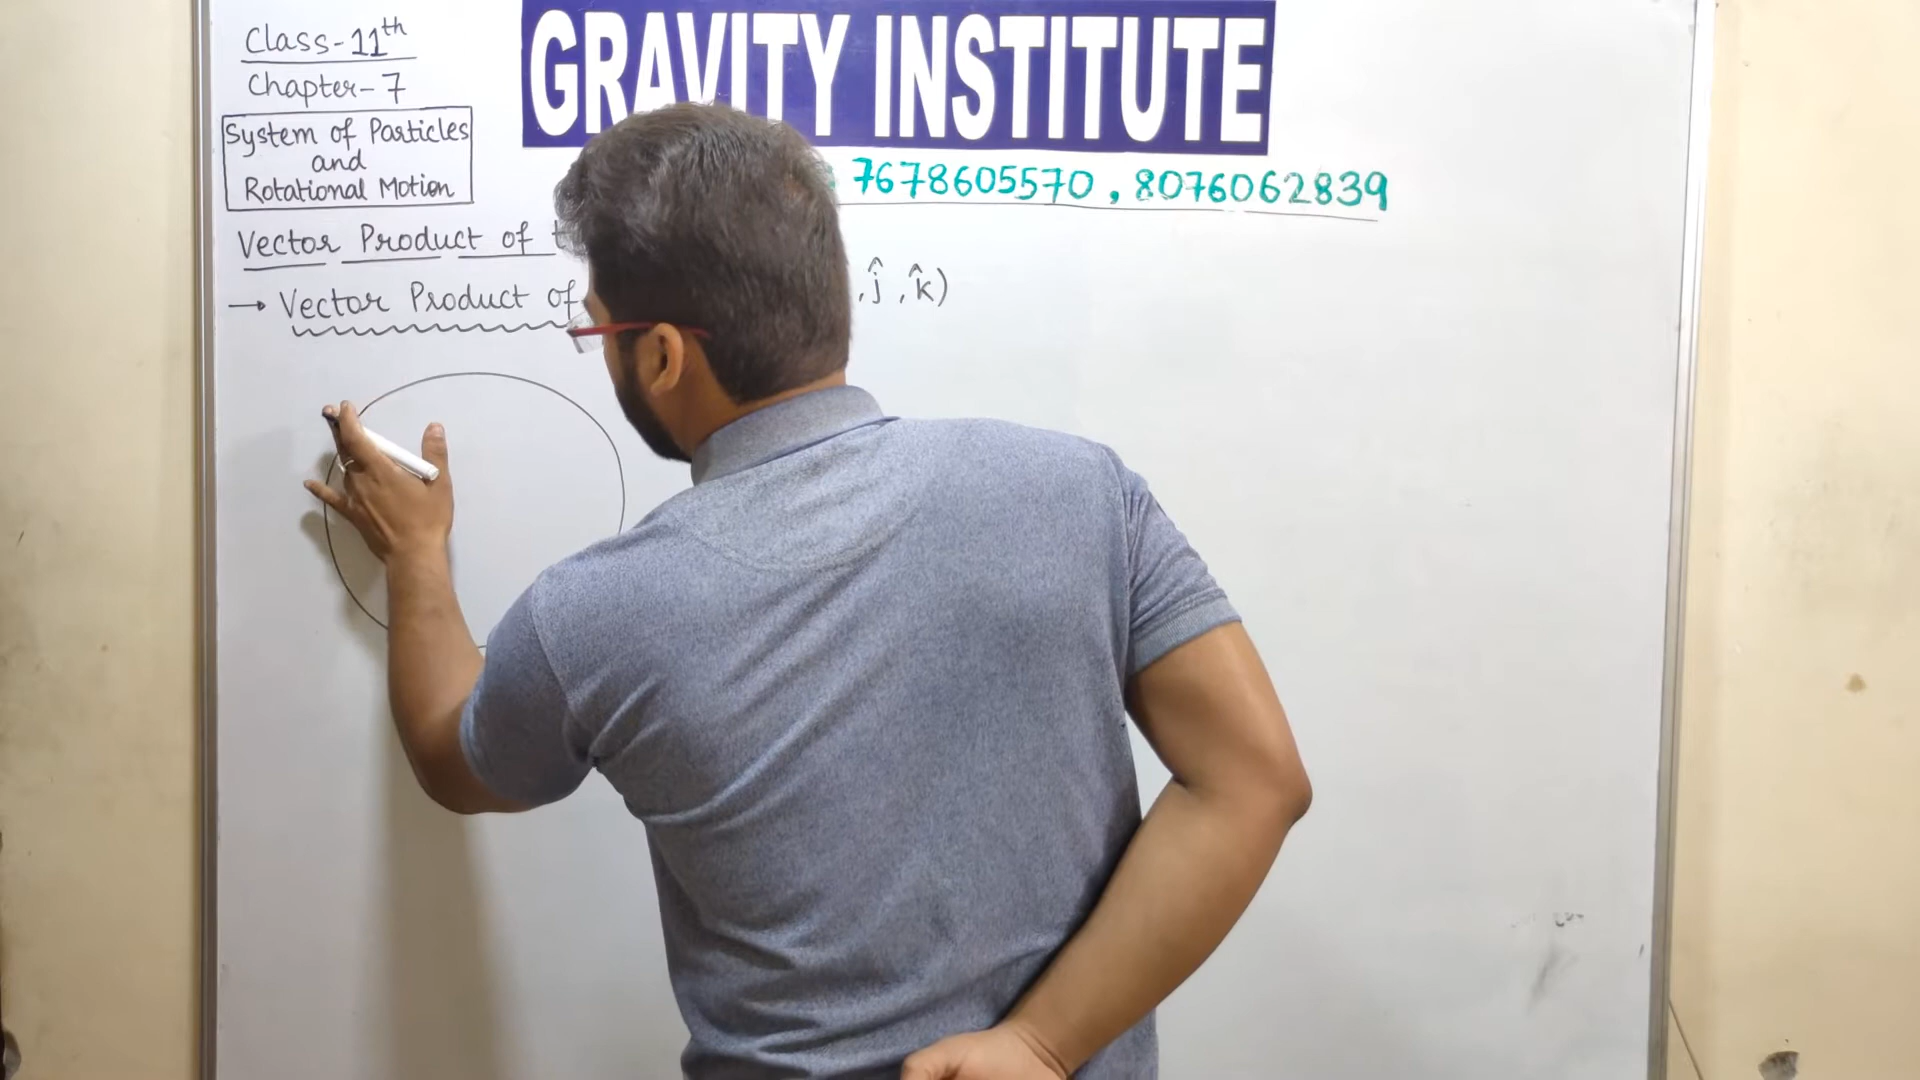 Class-11th
Chapter-7
System of Particles
and
Rotational Motion
GRAVITY INSTITUTE
7678605570, 8076062839
Vector Product of
→ Vector Product of , ĵ, k̂)